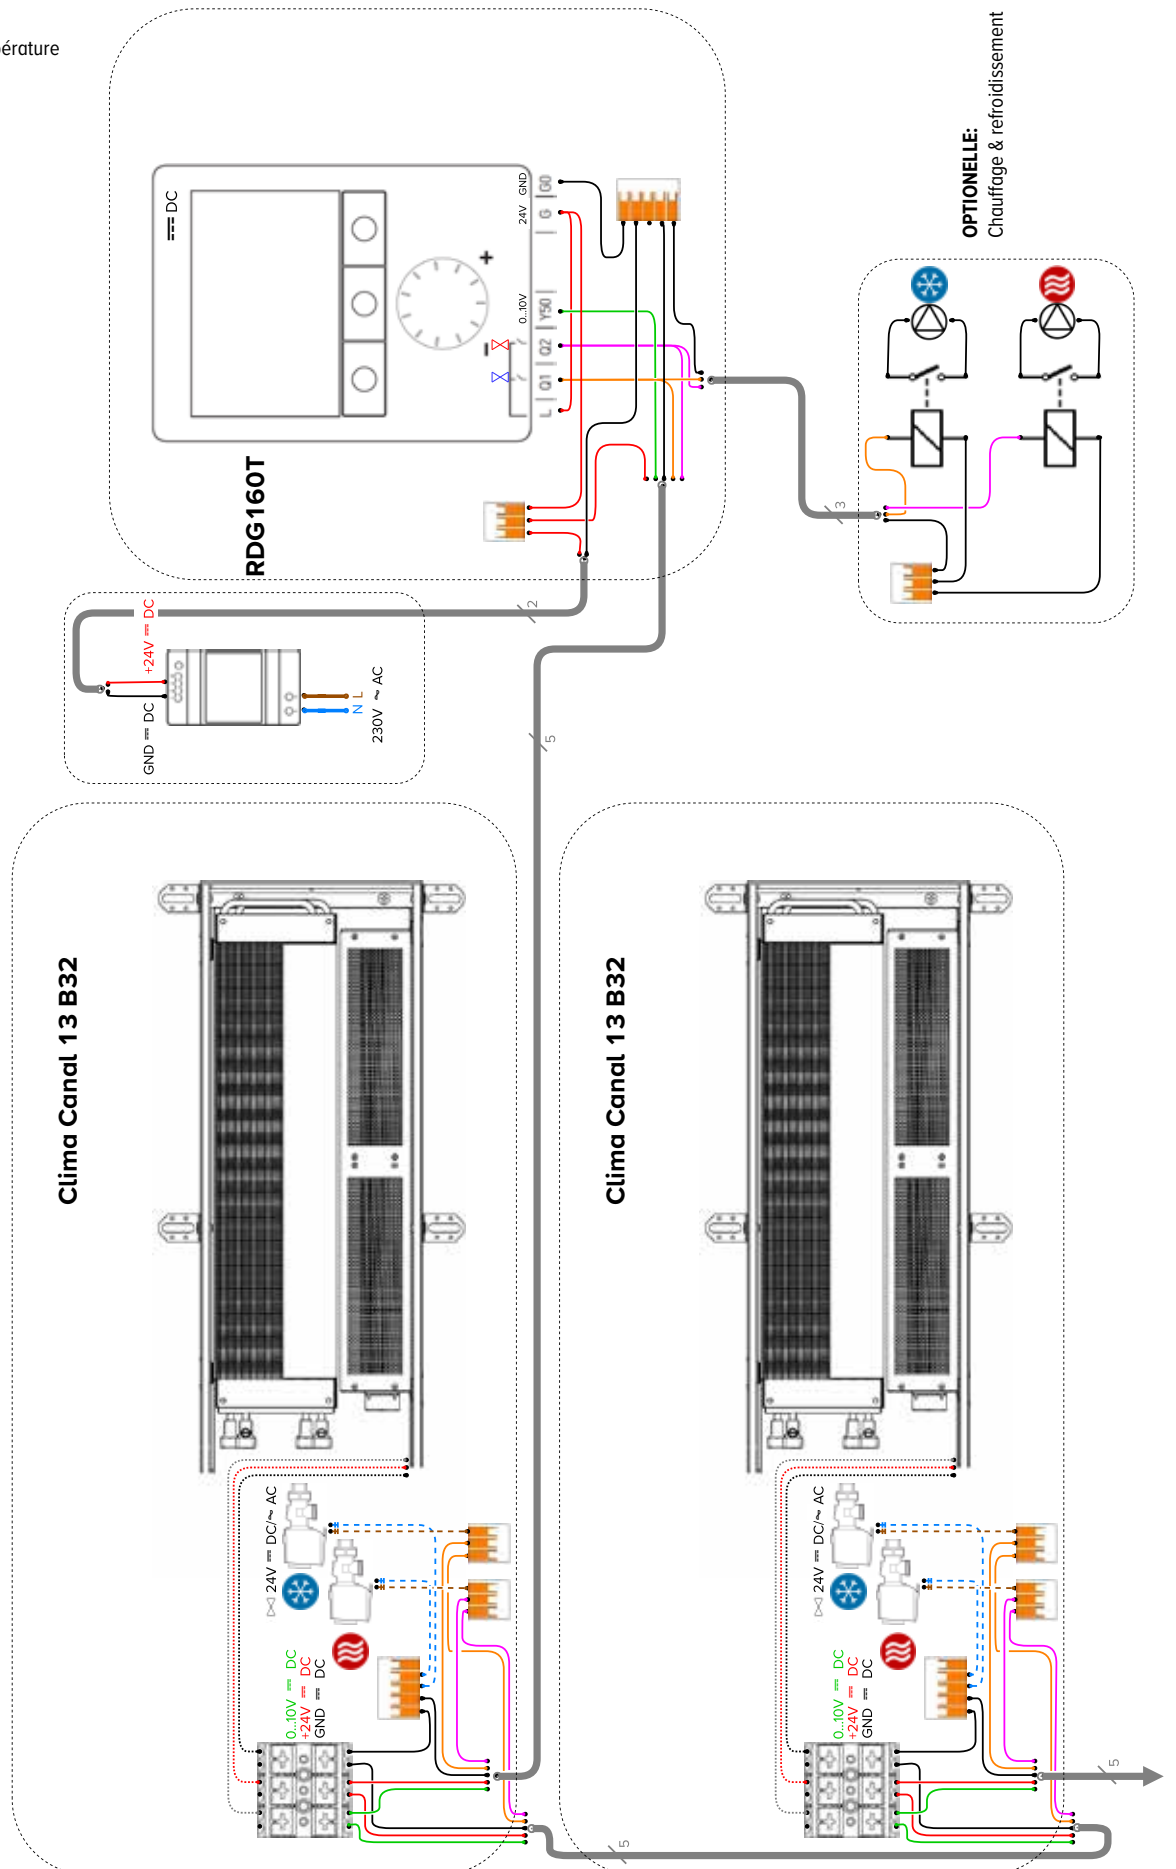 érature
OPTIONELLE:
Chauffage & refroidissement
DC
GND
24V
0...10V
G0
G
Y50
Q2
Q1
L
+
−
RDG160T
3
2
5
+24V DC
GND DC
L
N
230V ~ AC
Clima Canal 13 B32
24V DC/~ AC
0...10V DC
+24V DC
GND DC
5
Clima Canal 13 B32
24V DC/~ AC
0...10V DC
+24V DC
GND DC
5